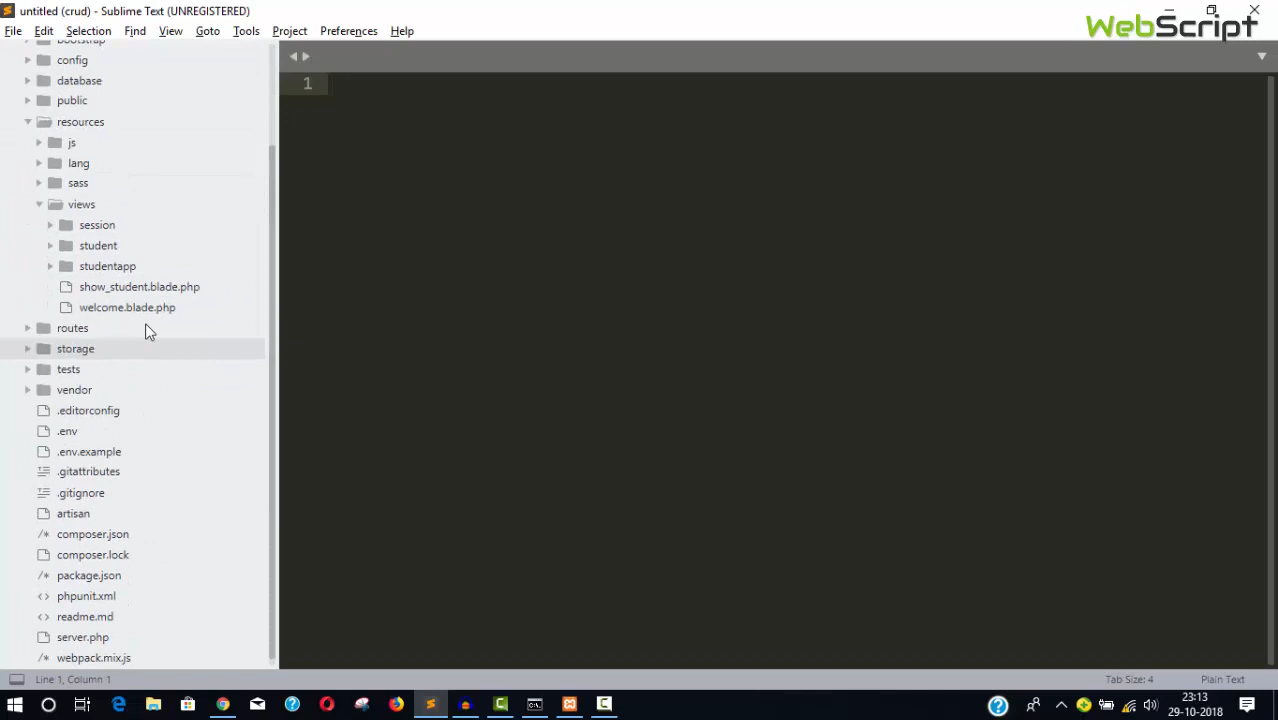 untitled (crud) - Sublime Text (UNREGISTERED)
WebScript
File Edit Selection Find View Goto Tools Project Preferences Help
bootstrap
config
database
public
resources
js
lang
sass
views
session
student
studentapp
show_student.blade.php
welcome.blade.php
routes
storage
tests
vendor
.editorconfig
.env
.env.example
.gitattributes
.gitignore
artisan
/* composer.json
composer.lock
/* package.json
<> phpunit.xml
<> readme.md
server.php
/* webpack.mix.js
1
Line 1, Column 1
Tab Size: 4
Plain Text
23:13
29-10-2018